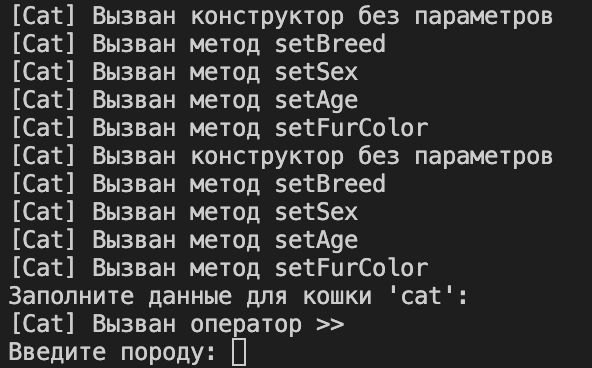 [Cat] Вызван конструктор без параметров
[Cat] Вызван метод setBreed
[Cat] Вызван метод setSex
[Cat] Вызван метод setAge
[Cat] Вызван метод setFurColor
[Cat] Вызван конструктор без параметров
[Cat] Вызван метод setBreed
[Cat] Вызван метод setSex
[Cat] Вызван метод setAge
[Cat] Вызван метод setFurColor
Заполните данные для кошки 'cat':
[Cat] Вызван оператор >>
Введите породу: